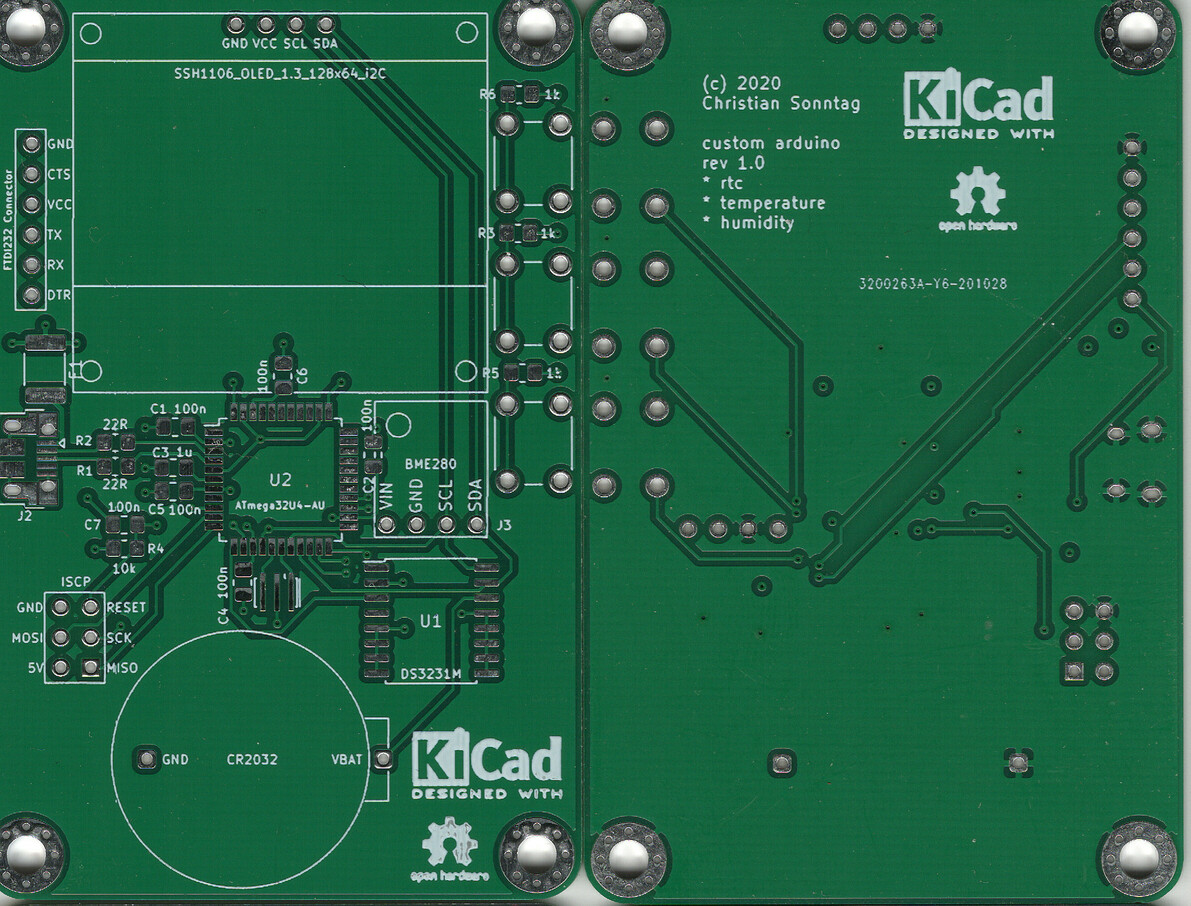 GND VCC SCL SDA
SSH1106_OLED_1.3_128x64_i2C
R6 1k
FTDI232 Connector
GND
CTS
VCC
TX
RX
DTR
R3 1k
R5 1k
F1
100n
C6
C1 100n
22R
R2
R1
22R
C3 1u
C5 100n
J2
100n
C7
R4
10k
U2
ATmega32U4-AU
100n
C2
BME280
VIN
GND
SCL
SDA
J3
C4 100n
ISCP
GND RESET
MOSI SCK
5V MISO
U1
DS3231M
GND CR2032 VBAT
KiCad
DESIGNED WITH
open hardware
(c) 2020
Christian Sonntag
custom arduino
rev 1.0
* rtc
* temperature
* humidity
KiCad
DESIGNED WITH
open hardware
3200263A-Y6-201028